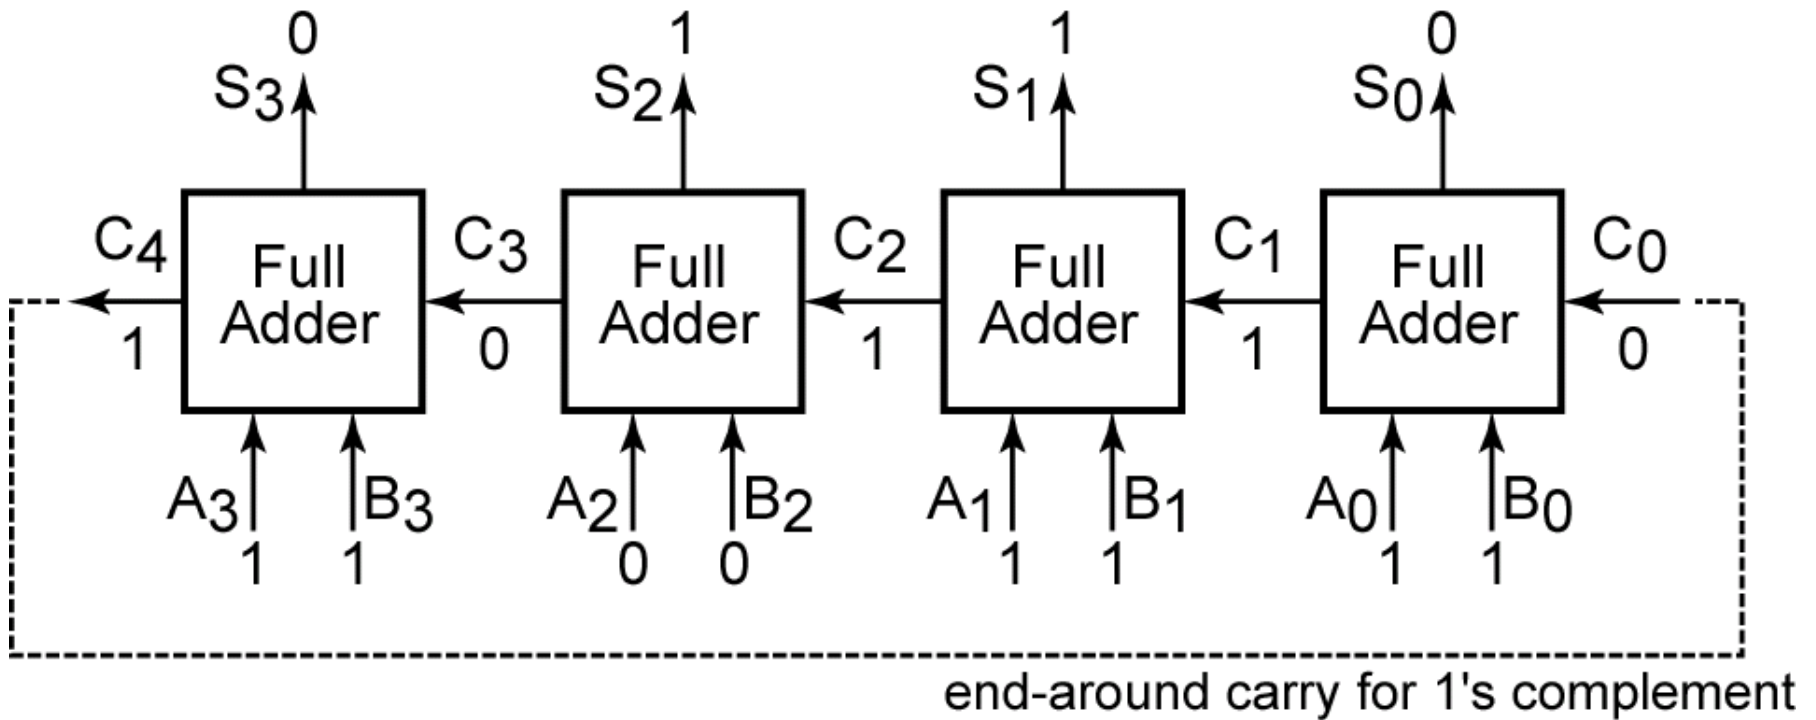 0 1 1 0
S3 S2 S1 S0
C4 Full Adder C3 Full Adder C2 Full Adder C1 Full Adder C0
1 0 1 1 0
A3 B3 A2 B2 A1 B1 A0 B0
1 1 0 0 1 1 1 1
end-around carry for 1's complement